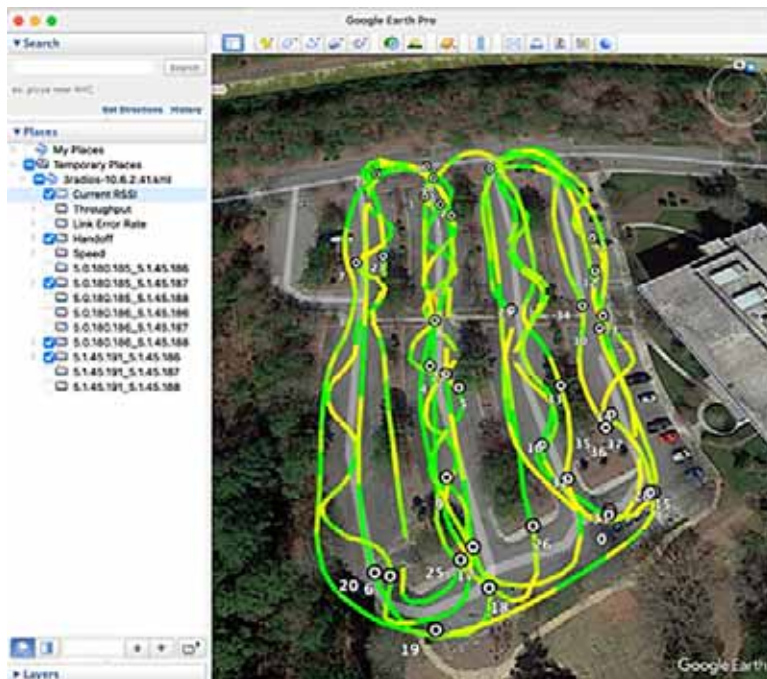 Google Earth Pro
▼ Search
Search
Get Directions History
▼ Places
My Places
Temporary Places
3radios-10.6.2.41.kml
Current RSSI
Throughput
Link Error Rate
Handoff
Speed
5.0.180.185_5.1.45.186
5.0.180.185_5.1.45.187
5.0.180.185_5.1.45.188
5.0.180.186_5.1.45.186
5.0.180.186_5.1.45.187
5.0.180.186_5.1.45.188
5.1.45.191_5.1.45.186
5.1.45.191_5.1.45.187
5.1.45.191_5.1.45.188
34
35
36
37
15
0
26
25
20
6
18
19
Google Earth
▶ Layers